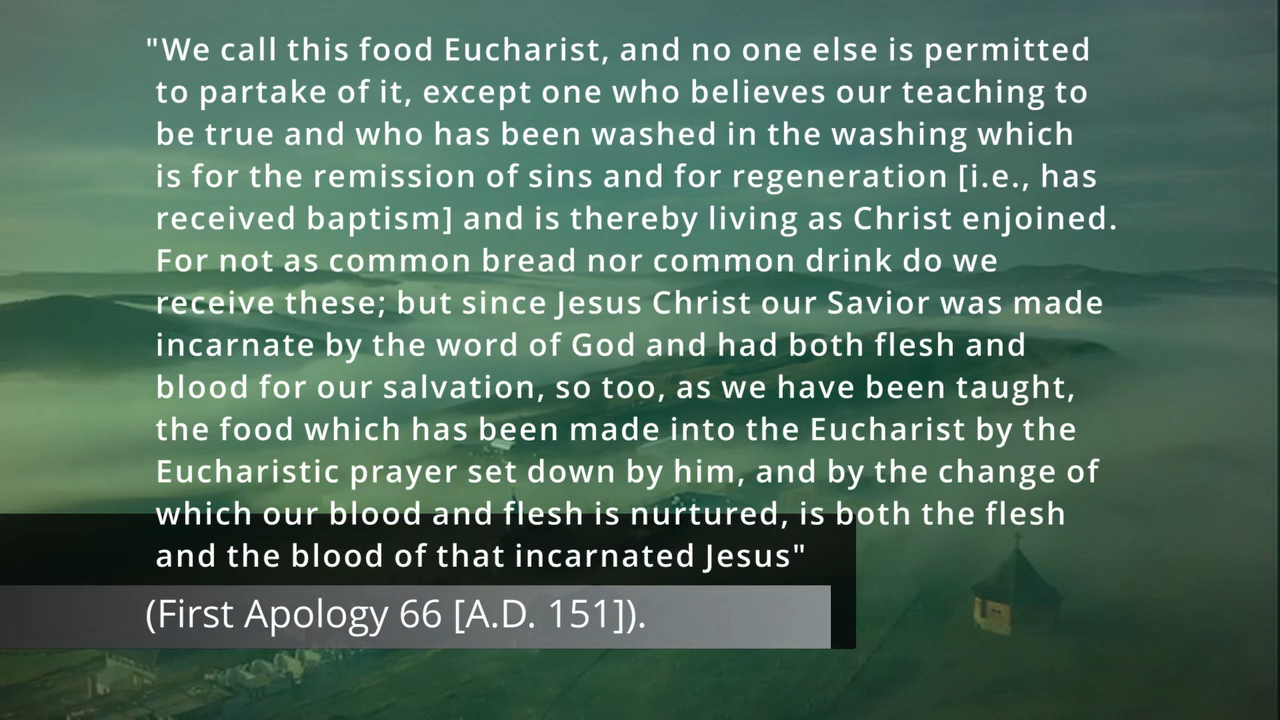 "We call this food Eucharist, and no one else is permitted
to partake of it, except one who believes our teaching to
be true and who has been washed in the washing which
is for the remission of sins and for regeneration [i.e., has
received baptism] and is thereby living as Christ enjoined.
For not as common bread nor common drink do we
receive these; but since Jesus Christ our Savior was made
incarnate by the word of God and had both flesh and
blood for our salvation, so too, as we have been taught,
the food which has been made into the Eucharist by the
Eucharistic prayer set down by him, and by the change of
which our blood and flesh is nurtured, is both the flesh
and the blood of that incarnated Jesus"
(First Apology 66 [A.D. 151]).